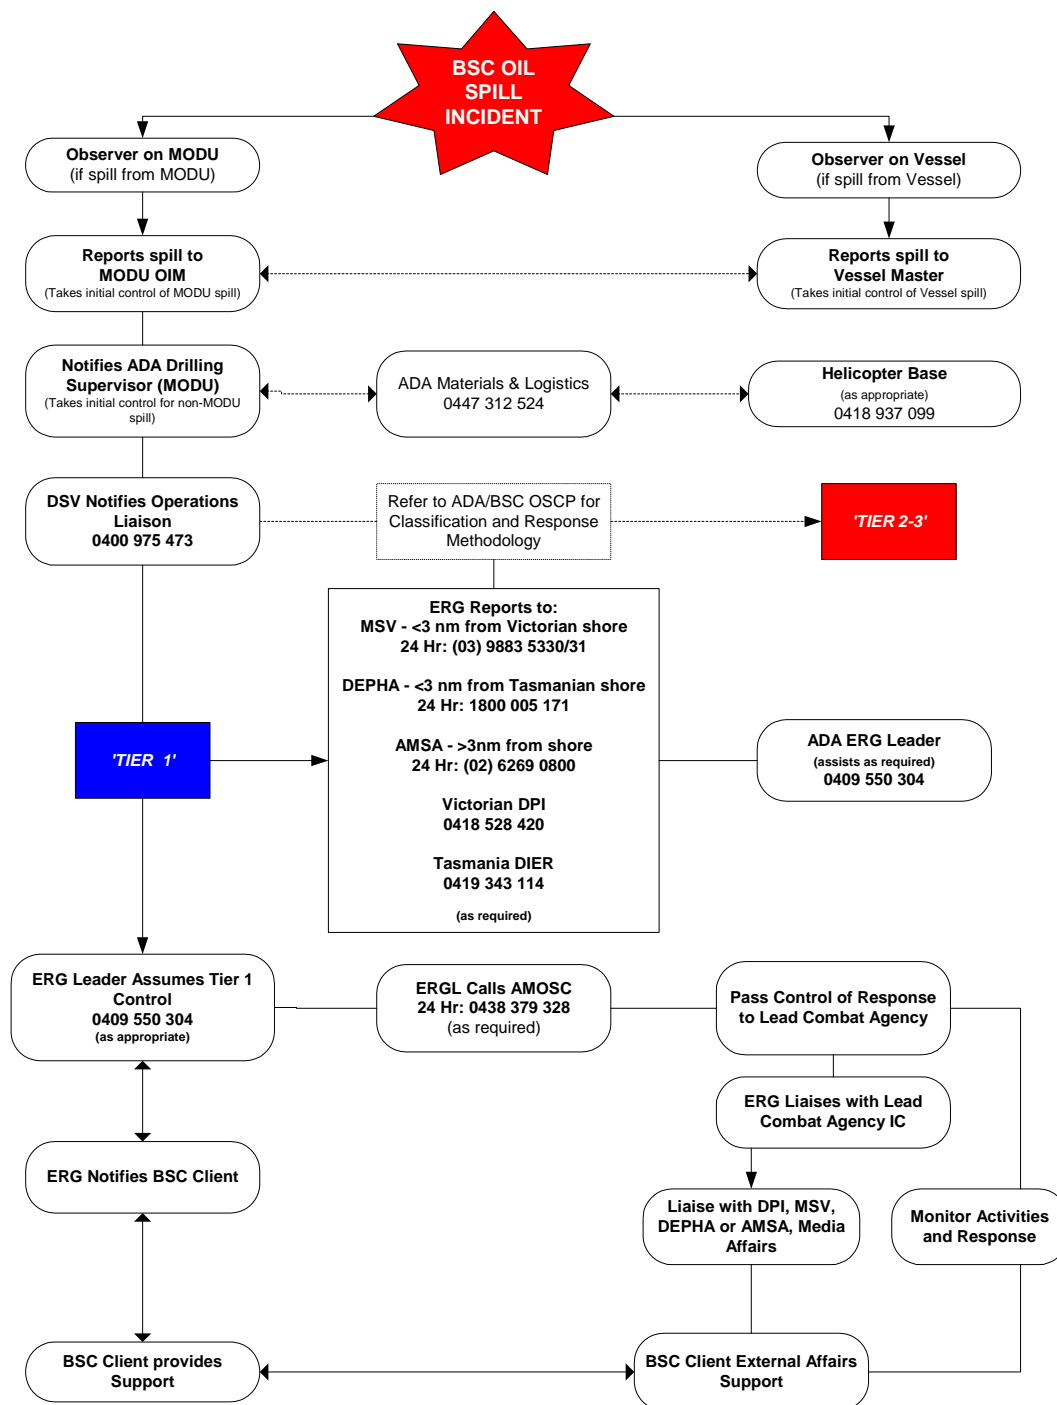 BSC OIL
SPILL
INCIDENT
Observer on MODU
(if spill from MODU)
Observer on Vessel
(if spill from Vessel)
Reports spill to
MODU OIM
(Takes initial control of MODU spill)
Reports spill to
Vessel Master
(Takes initial control of Vessel spill)
Notifies ADA Drilling
Supervisor (MODU)
(Takes initial control for non-MODU
spill)
ADA Materials & Logistics
0447 312 524
Helicopter Base
(as appropriate)
0418 937 099
DSV Notifies Operations
Liaison
0400 975 473
Refer to ADA/BSC OSCP for
Classification and Response
Methodology
'TIER 2-3'
ERG Reports to:
MSV - <3 nm from Victorian shore
24 Hr: (03) 9883 5330/31
DEPHA - <3 nm from Tasmanian shore
24 Hr: 1800 005 171
AMSA - >3nm from shore
24 Hr: (02) 6269 0800
Victorian DPI
0418 528 420
Tasmania DIER
0419 343 114
(as required)
'TIER 1'
ADA ERG Leader
(assists as required)
0409 550 304
ERG Leader Assumes Tier 1
Control
0409 550 304
(as appropriate)
ERGL Calls AMOSC
24 Hr: 0438 379 328
(as required)
Pass Control of Response
to Lead Combat Agency
ERG Liaises with Lead
Combat Agency IC
ERG Notifies BSC Client
Liaise with DPI, MSV,
DEPHA or AMSA, Media
Affairs
Monitor Activities
and Response
BSC Client provides
Support
BSC Client External Affairs
Support